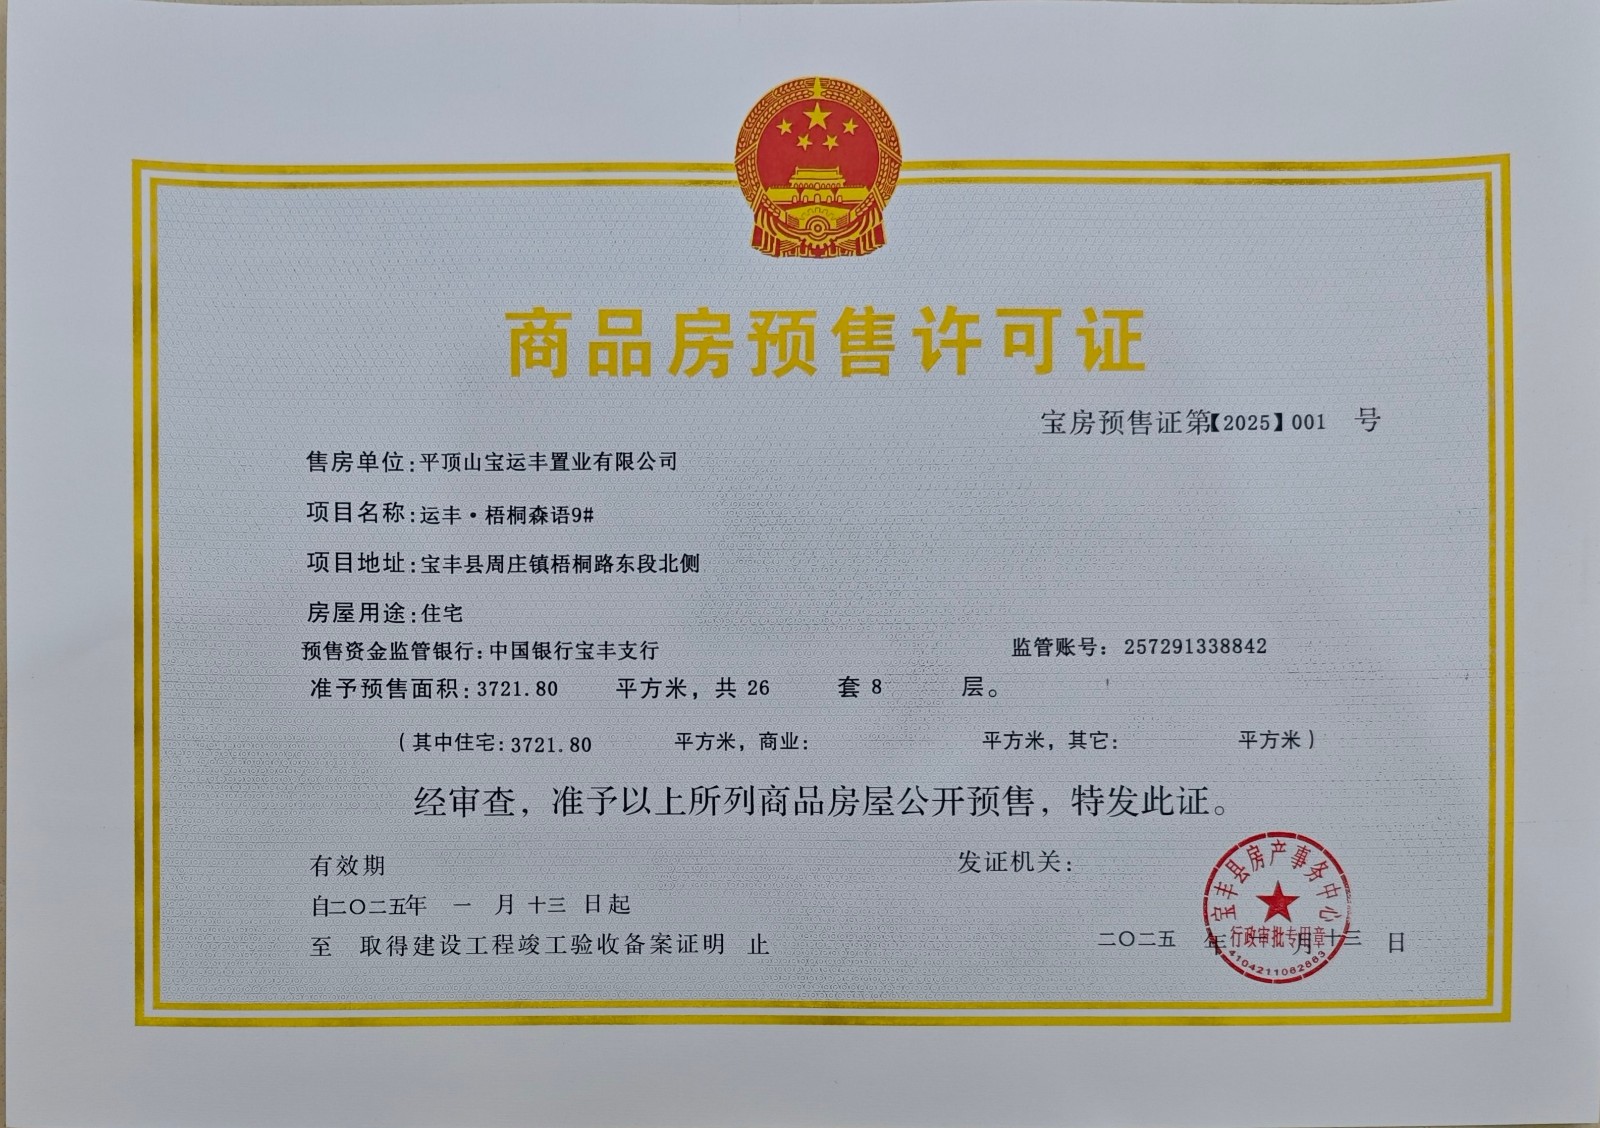 商品房预售许可证
宝房预售证第【2025】001 号
售房单位:平顶山宝运丰置业有限公司
项目名称:运丰·梧桐森语9#
项目地址:宝丰县周庄镇梧桐路东段北侧
房屋用途:住宅
预售资金监管银行:中国银行宝丰支行 监管账号: 257291338842
准予预售面积:3721.80 平方米, 共 26 套 8 层。
(其中住宅:3721.80 平方米, 商业: 平方米, 其它: 平方米)
经审查, 准予以上所列商品房屋公开预售, 特发此证。
有效期
发证机关:
自二〇二五年 一 月 十三 日起
至 取得建设工程竣工验收备案证明 止
二〇二五 年 月 十三 日
宝丰县房产事务中心
行政审批专用章